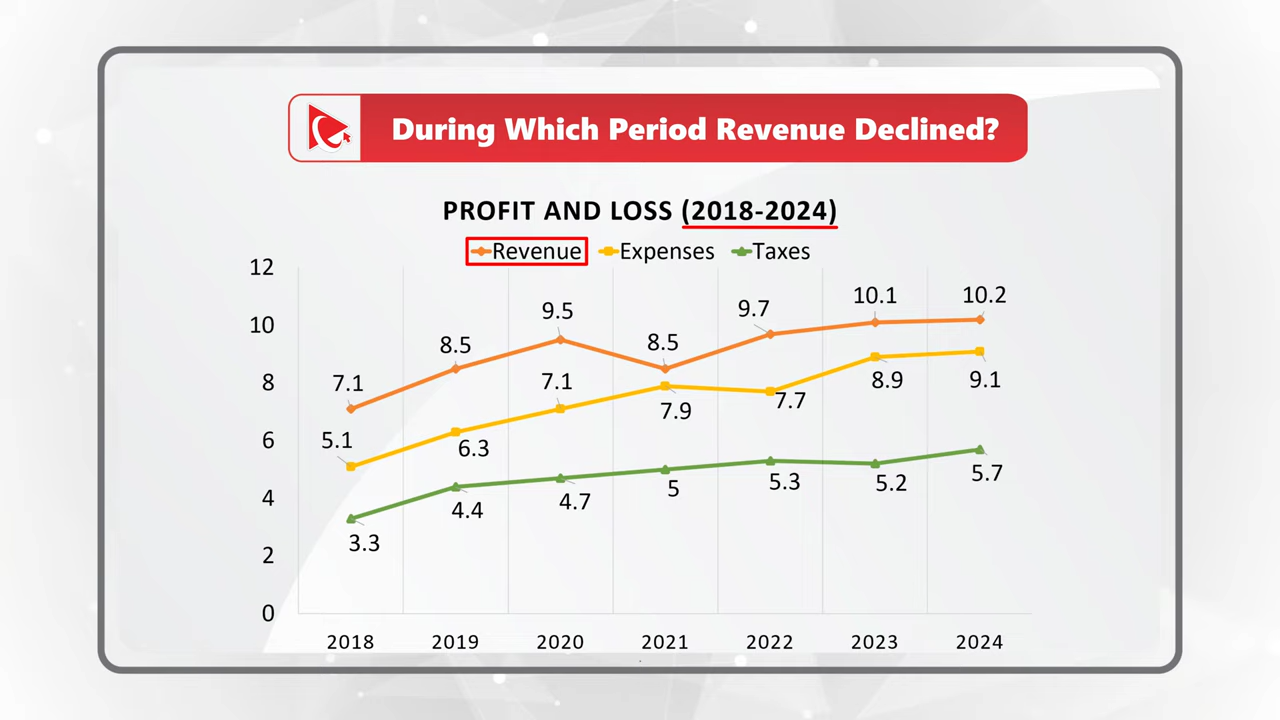 During Which Period Revenue Declined?
PROFIT AND LOSS (2018-2024)
Revenue Expenses Taxes
12
10
8
6
4
2
0
7.1 8.5 9.5 8.5 9.7 10.1 10.2
5.1 6.3 7.1 7.9 7.7 8.9 9.1
3.3 4.4 4.7 5 5.3 5.2 5.7
2018 2019 2020 2021 2022 2023 2024